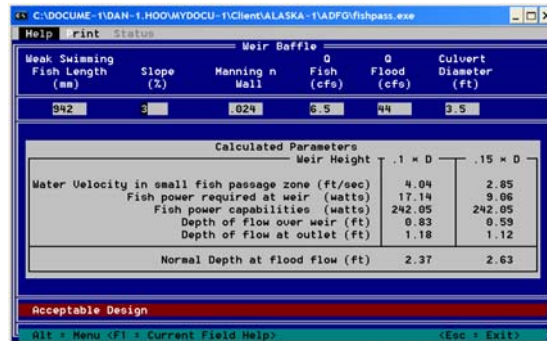 C:\DOCUME~1\DAN-1.HOO\MYDOCU~1\Client\ALASKA~1\ADFG\fishpass.exe
Help Print Status
Weir Baffle
Weak Swimming Fish Length (mm) Slope (%) Manning n Wall Q Fish (cfs) Q Flood (cfs) Culvert Diameter (ft)
942 3 .024 6.5 44 3.5
Calculated Parameters
Weir Height .1 × D .15 × D
Water Velocity in small fish passage zone (ft/sec) 4.04 2.85
Fish power required at weir (watts) 17.14 9.06
Fish power capabilities (watts) 242.05 242.05
Depth of flow over weir (ft) 0.83 0.59
Depth of flow at outlet (ft) 1.18 1.12
Normal Depth at flood flow (ft) 2.37 2.63
Acceptable Design
Alt = Menu <F1 = Current Field Help> <Esc = Exit>